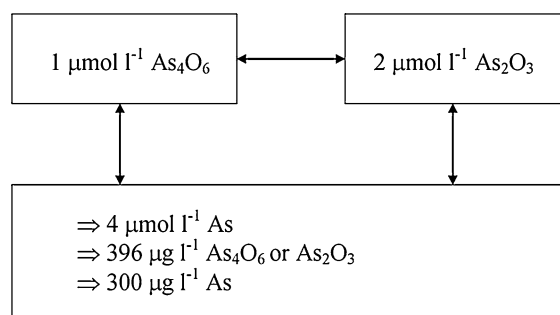 1 μmol l⁻¹ As₄O₆
2 μmol l⁻¹ As₂O₃
⇒ 4 μmol l⁻¹ As
⇒ 396 μg l⁻¹ As₄O₆ or As₂O₃
⇒ 300 μg l⁻¹ As